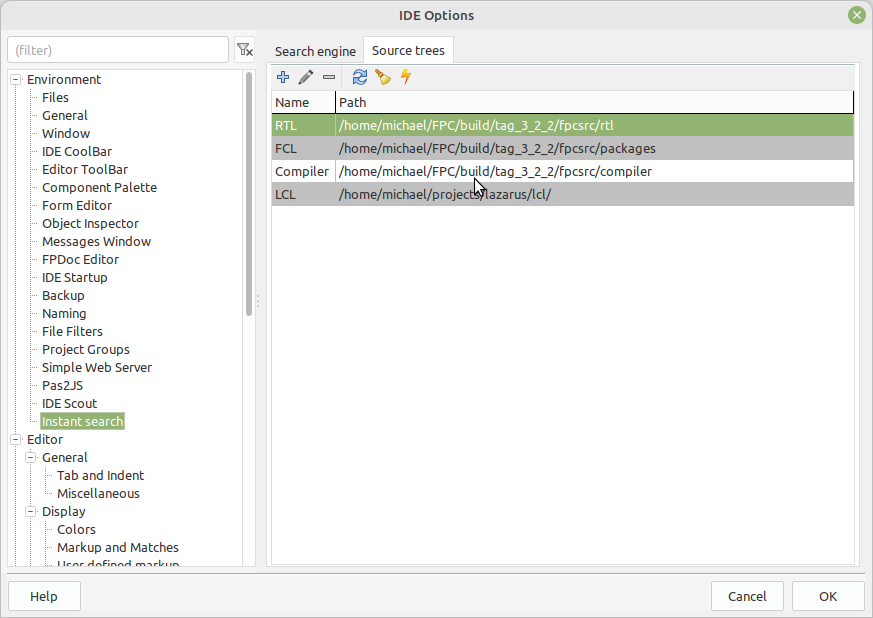 IDE Options
(filter)
Environment
Files
General
Window
IDE CoolBar
Editor ToolBar
Component Palette
Form Editor
Object Inspector
Messages Window
FPDoc Editor
IDE Startup
Backup
Naming
File Filters
Project Groups
Simple Web Server
Pas2JS
IDE Scout
Instant search
Editor
General
Tab and Indent
Miscellaneous
Display
Colors
Markup and Matches
User defined markup
Search engine Source trees
Name Path
RTL /home/michael/FPC/build/tag_3_2_2/fpcsrc/rtl
FCL /home/michael/FPC/build/tag_3_2_2/fpcsrc/packages
Compiler /home/michael/FPC/build/tag_3_2_2/fpcsrc/compiler
LCL /home/michael/projects/lazarus/lcl/
Help Cancel OK